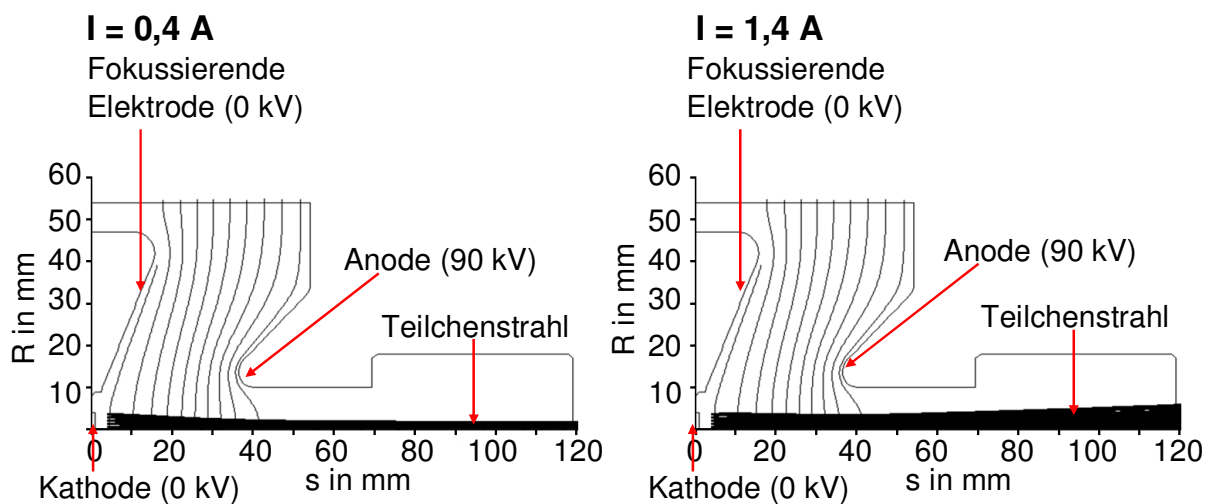 I = 0,4 A
Fokussierende
Elektrode (0 kV)
60
50
40
30
20
10
R in mm
Anode (90 kV)
Teilchenstrahl
0 20 40 60 80 100 120
Kathode (0 kV)
s in mm
I = 1,4 A
Fokussierende
Elektrode (0 kV)
60
50
40
30
20
10
R in mm
Anode (90 kV)
Teilchenstrahl
0 20 40 60 80 100 120
Kathode (0 kV)
s in mm